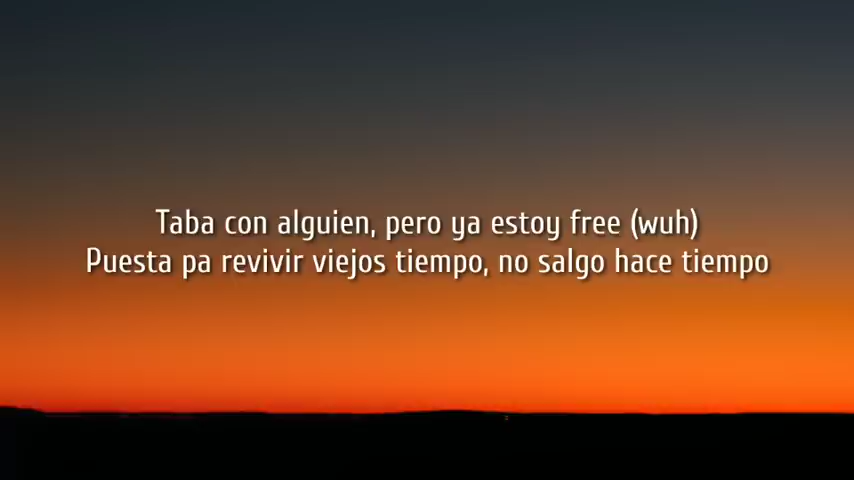 Taba con alguien, pero ya estoy free (wuh)
Puesta pa revivir viejos tiempo, no salgo hace tiempo